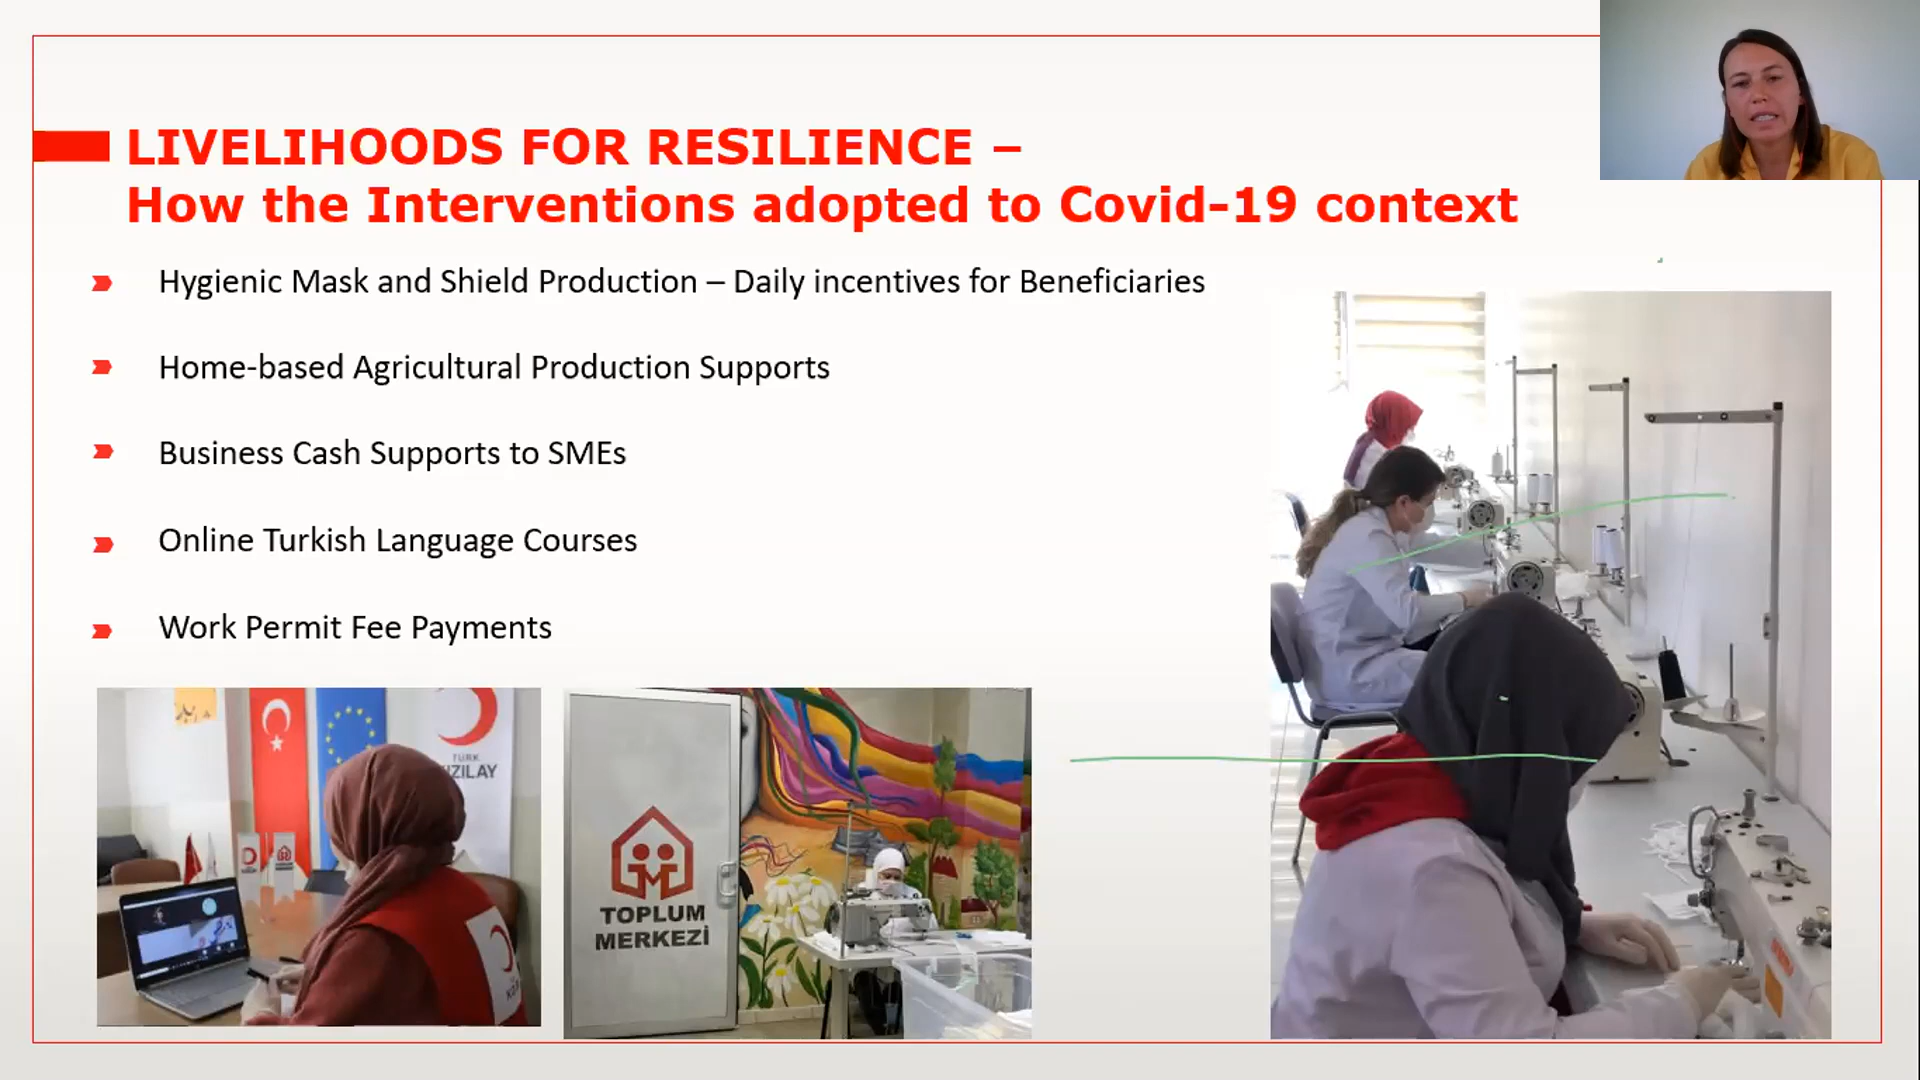 LIVELIHOODS FOR RESILIENCE –
How the Interventions adopted to Covid-19 context
Hygienic Mask and Shield Production – Daily incentives for Beneficiaries
Home-based Agricultural Production Supports
Business Cash Supports to SMEs
Online Turkish Language Courses
Work Permit Fee Payments
TÜRK
IZILAY
TOPLUM
MERKEZİ